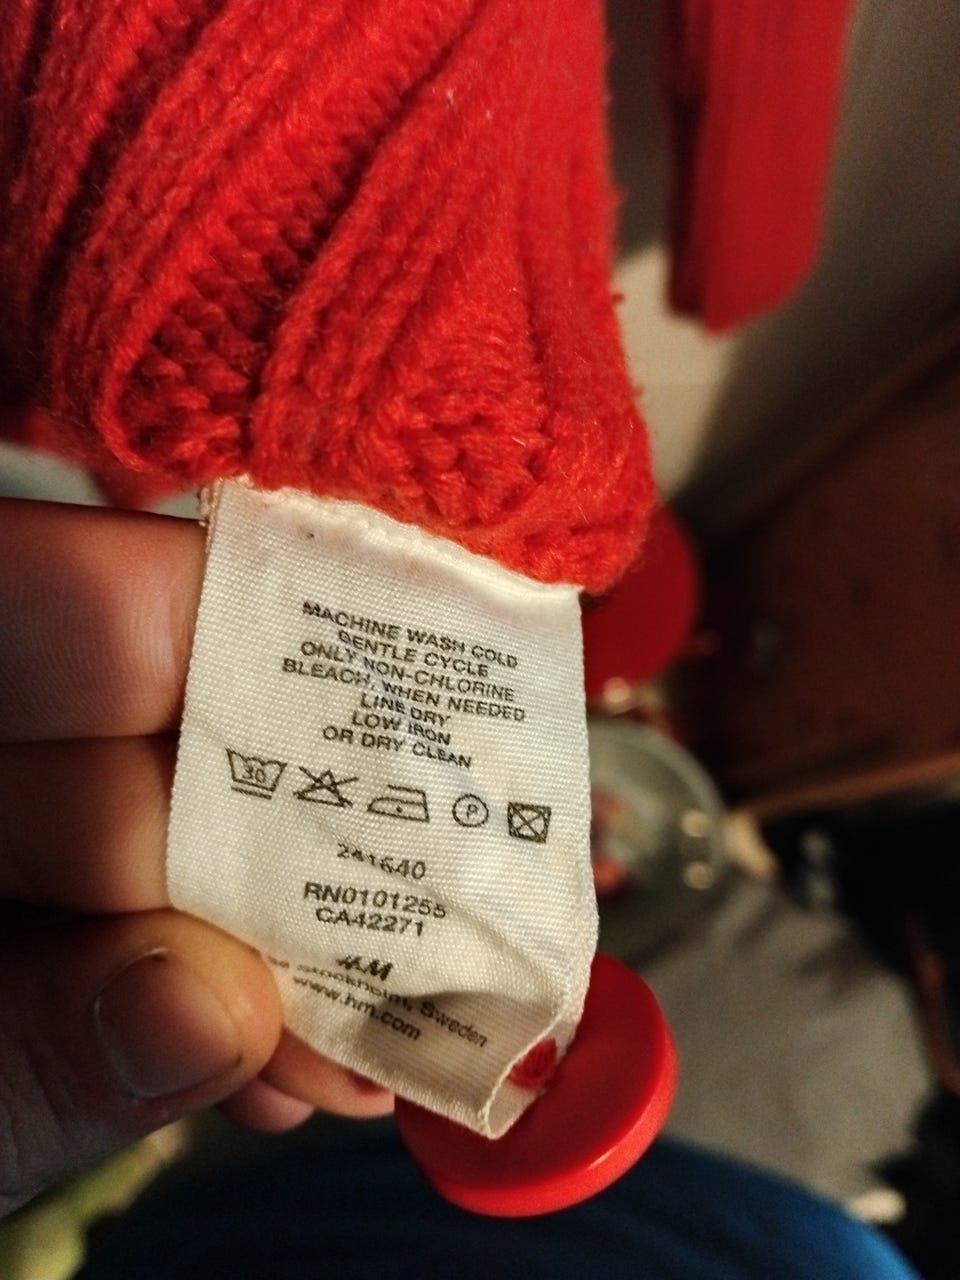 MACHINE WASH COLD
GENTLE CYCLE
ONLY NON-CHLORINE
BLEACH, WHEN NEEDED
LINE DRY
LOW IRON
OR DRY CLEAN
30
P
241640
RN0101255
CA42271
H&M
Stockholm, Sweden
www.hm.com